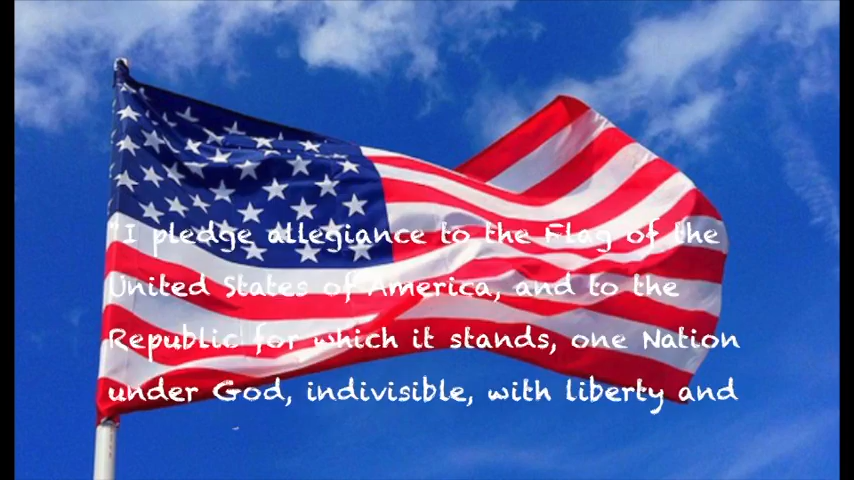 "I pledge allegiance to the Flag of the
United States of America, and to the
Republic for which it stands, one Nation
under God, indivisible, with liberty and